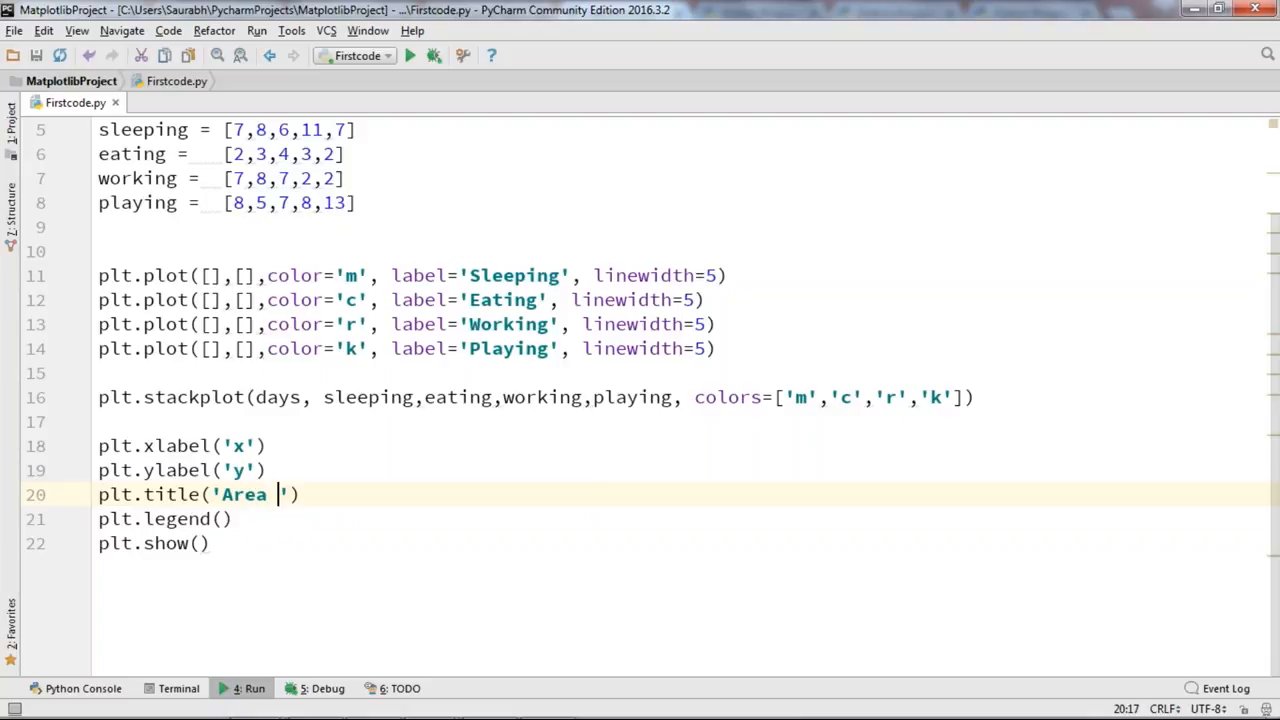 MatplotlibProject - [C:\Users\Saurabh\PycharmProjects\MatplotlibProject] - ...\Firstcode.py - PyCharm Community Edition 2016.3.2
File Edit View Navigate Code Refactor Run Tools VCS Window Help
Firstcode
MatplotlibProject Firstcode.py
Firstcode.py
1: Project
Z: Structure
2: Favorites
5 sleeping = [7,8,6,11,7]
6 eating =   [2,3,4,3,2]
7 working =  [7,8,7,2,2]
8 playing =  [8,5,7,8,13]
9
10
11 plt.plot([],[],color='m', label='Sleeping', linewidth=5)
12 plt.plot([],[],color='c', label='Eating', linewidth=5)
13 plt.plot([],[],color='r', label='Working', linewidth=5)
14 plt.plot([],[],color='k', label='Playing', linewidth=5)
15
16 plt.stackplot(days, sleeping,eating,working,playing, colors=['m','c','r','k'])
17
18 plt.xlabel('x')
19 plt.ylabel('y')
20 plt.title('Area ')
21 plt.legend()
22 plt.show()
Python Console Terminal 4: Run 5: Debug 6: TODO Event Log
20:17 CRLF UTF-8